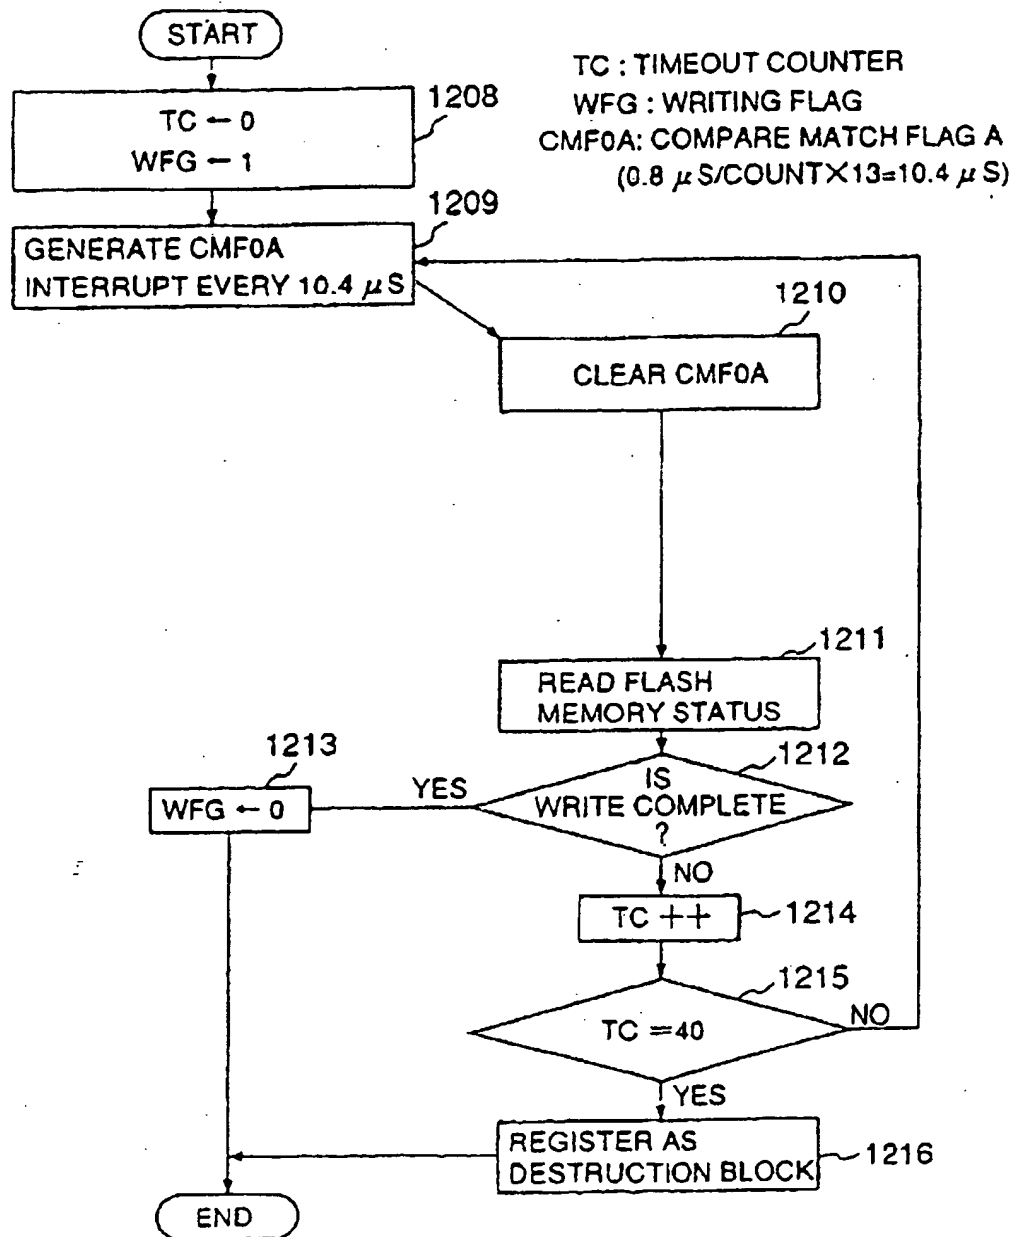 START
TC : TIMEOUT COUNTER
WFG : WRITING FLAG
CMF0A: COMPARE MATCH FLAG A
(0.8 μS/COUNT×13=10.4 μS)
1208
TC ← 0
WFG ← 1
1209
GENERATE CMF0A
INTERRUPT EVERY 10.4 μS
1210
CLEAR CMF0A
1211
READ FLASH
MEMORY STATUS
1212
IS
WRITE COMPLETE
?
YES
1213
WFG ← 0
NO
TC ++
1214
1215
TC =40
NO
YES
REGISTER AS
DESTRUCTION BLOCK
1216
END